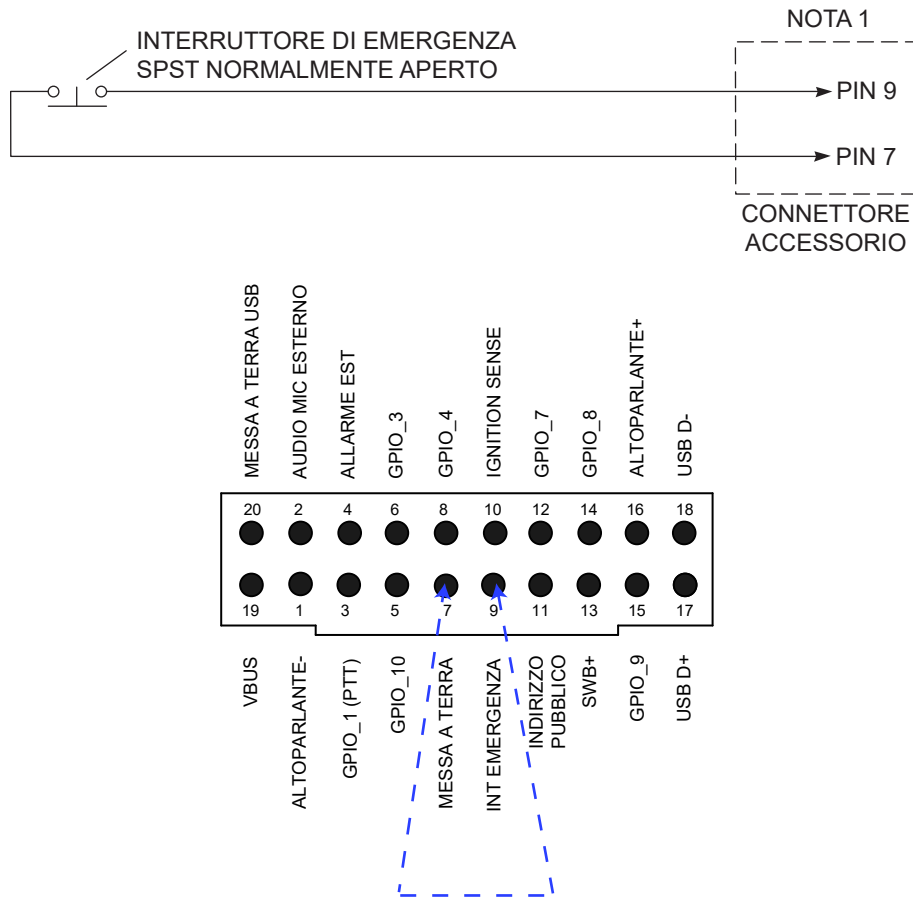 NOTA 1
INTERRUTTORE DI EMERGENZA
SPST NORMALMENTE APERTO
PIN 9
PIN 7
CONNETTORE
ACCESSORIO
MESSA A TERRA USB
AUDIO MIC ESTERNO
ALLARME EST
GPIO_3
GPIO_4
IGNITION SENSE
GPIO_7
GPIO_8
ALTOPARLANTE+
USB D-
20 2 4 6 8 10 12 14 16 18
19 1 3 5 7 9 11 13 15 17
VBUS
ALTOPARLANTE-
GPIO_1 (PTT)
GPIO_10
MESSA A TERRA
INT EMERGENZA
INDIRIZZO
PUBBLICO
SWB+
GPIO_9
USB D+